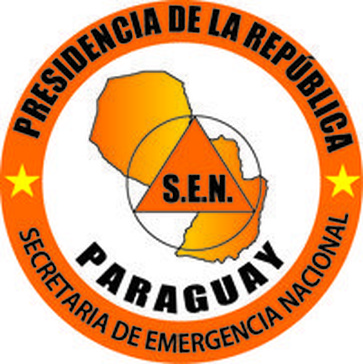 PRESIDENCIA DE LA REPÚBLICA
S.E.N.
PARAGUAY
SECRETARIA DE EMERGENCIA NACIONAL